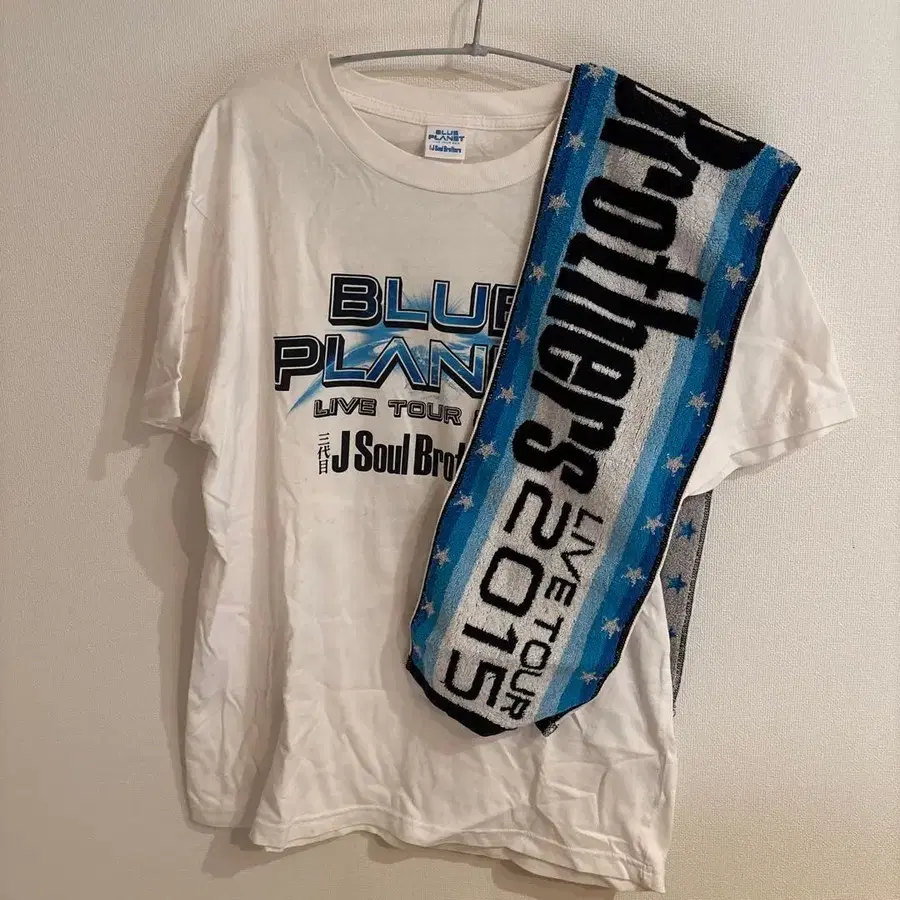 BLUE
PLANET
三代目 J Soul Brothers
BLUE
PLANE
LIVE TOUR
三代目 J Soul Brot
Brothers
LIVE TOUR
2015